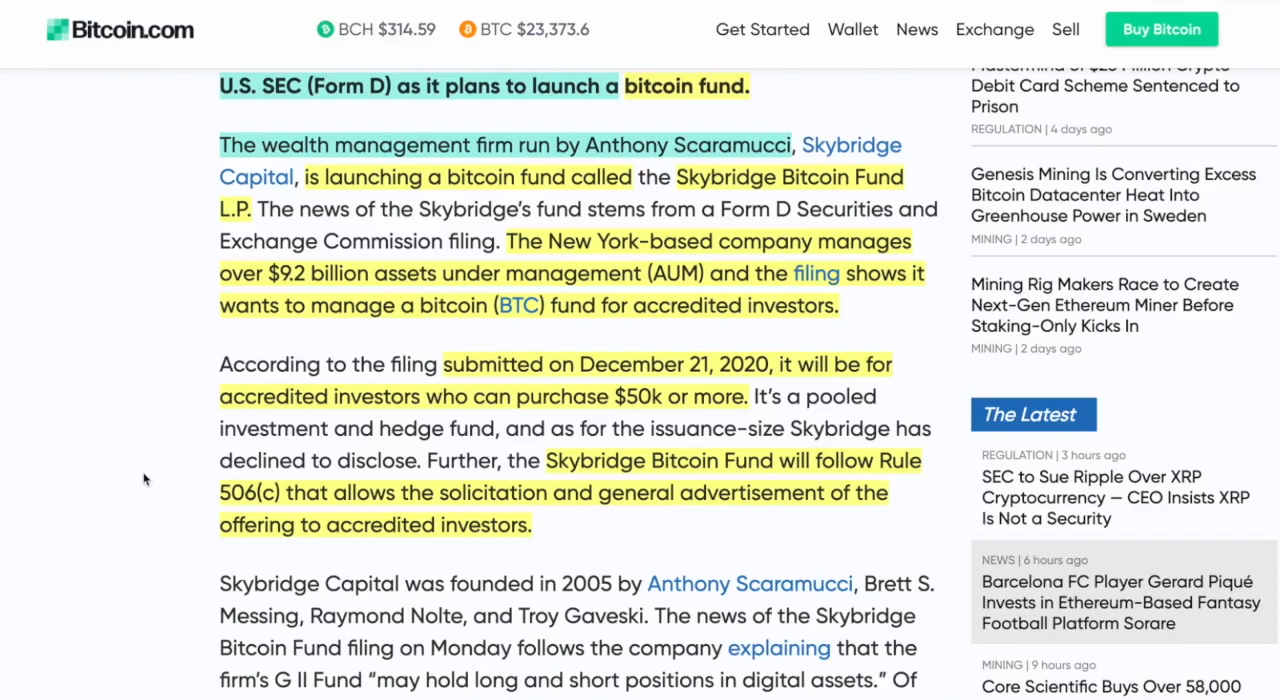 Bitcoin.com
BCH $314.59
BTC $23,373.6
Get Started
Wallet
News
Exchange
Sell
Buy Bitcoin
U.S. SEC (Form D) as it plans to launch a bitcoin fund.
The wealth management firm run by Anthony Scaramucci, Skybridge
Capital, is launching a bitcoin fund called the Skybridge Bitcoin Fund
L.P. The news of the Skybridge’s fund stems from a Form D Securities and
Exchange Commission filing. The New York-based company manages
over $9.2 billion assets under management (AUM) and the filing shows it
wants to manage a bitcoin (BTC) fund for accredited investors.
According to the filing submitted on December 21, 2020, it will be for
accredited investors who can purchase $50k or more. It’s a pooled
investment and hedge fund, and as for the issuance-size Skybridge has
declined to disclose. Further, the Skybridge Bitcoin Fund will follow Rule
506(c) that allows the solicitation and general advertisement of the
offering to accredited investors.
Skybridge Capital was founded in 2005 by Anthony Scaramucci, Brett S.
Messing, Raymond Nolte, and Troy Gaveski. The news of the Skybridge
Bitcoin Fund filing on Monday follows the company explaining that the
firm’s G II Fund “may hold long and short positions in digital assets.” Of
Mastermind of $25 Million Crypto
Debit Card Scheme Sentenced to
Prison
REGULATION | 4 days ago
Genesis Mining Is Converting Excess
Bitcoin Datacenter Heat Into
Greenhouse Power in Sweden
MINING | 2 days ago
Mining Rig Makers Race to Create
Next-Gen Ethereum Miner Before
Staking-Only Kicks In
MINING | 2 days ago
The Latest
REGULATION | 3 hours ago
SEC to Sue Ripple Over XRP
Cryptocurrency – CEO Insists XRP
Is Not a Security
NEWS | 6 hours ago
Barcelona FC Player Gerard Piqué
Invests in Ethereum-Based Fantasy
Football Platform Sorare
MINING | 9 hours ago
Core Scientific Buys Over 58,000